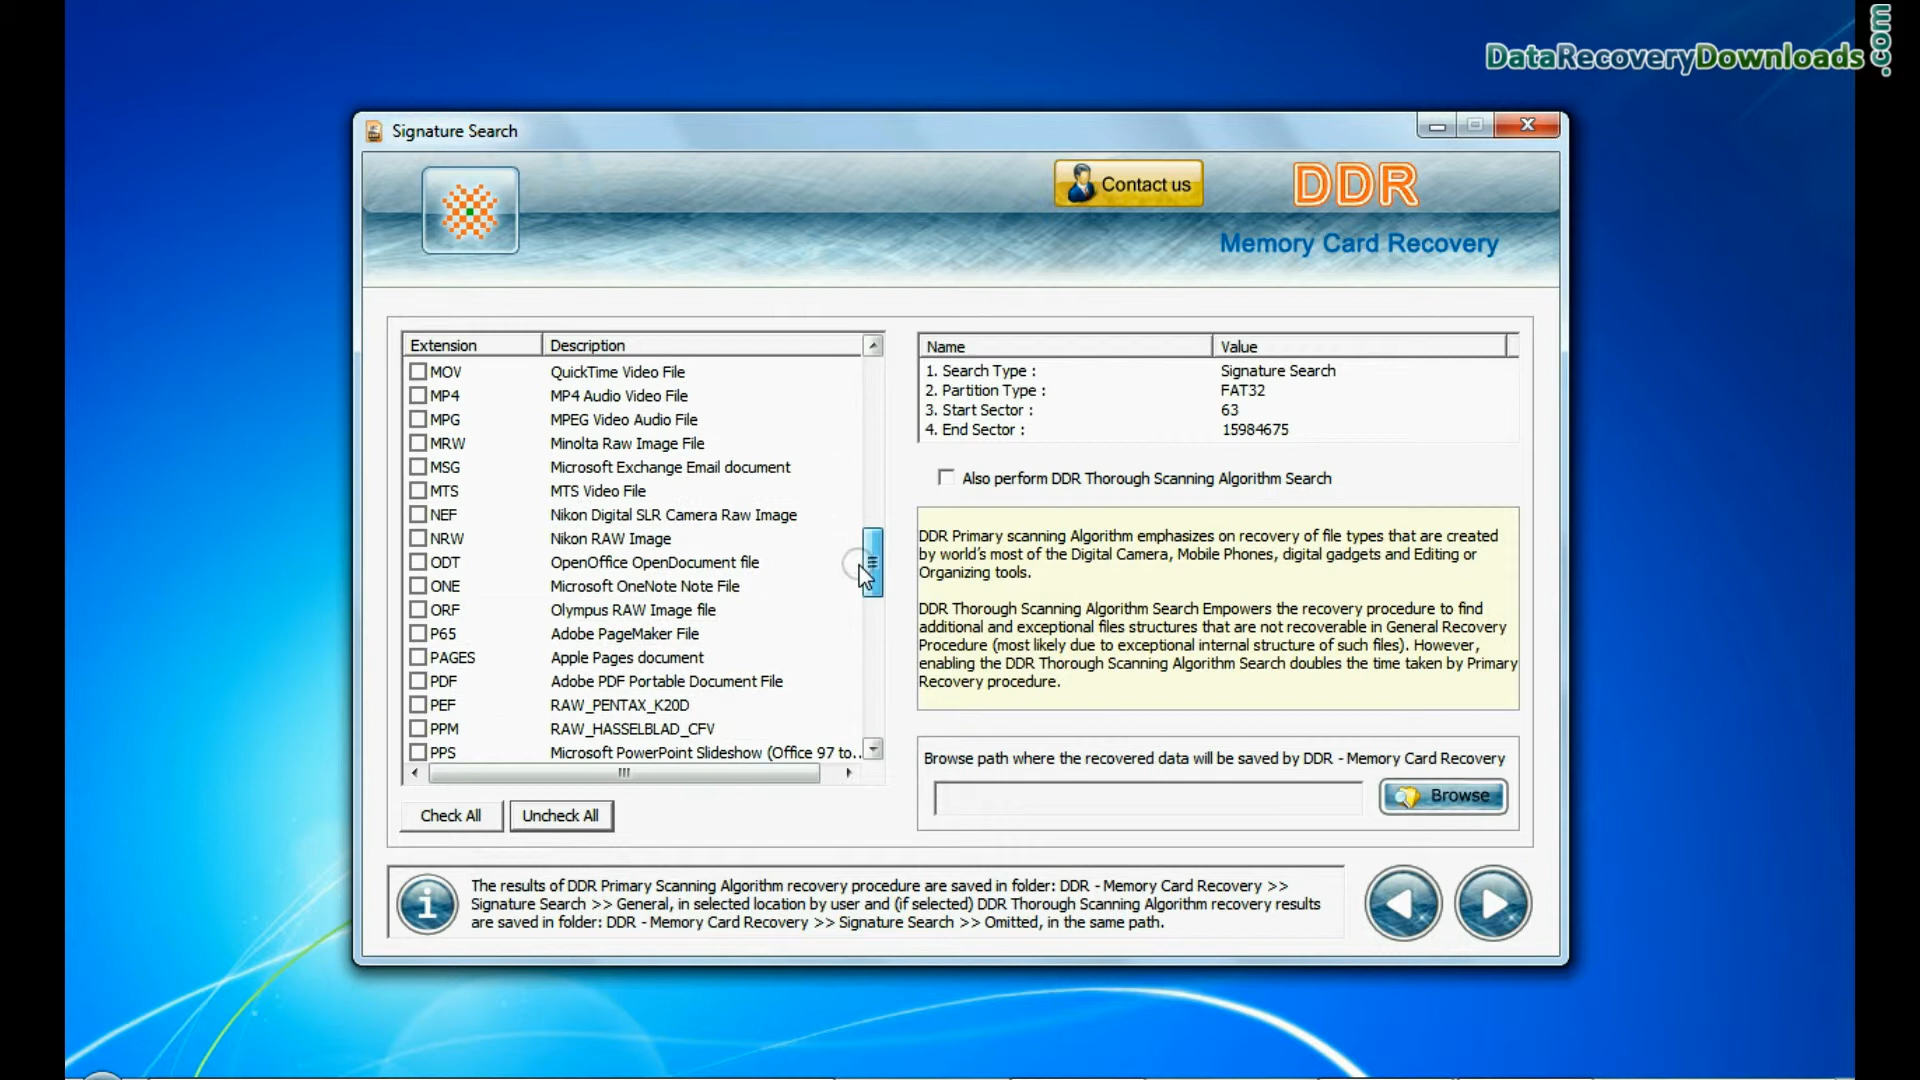 DataRecoveryDownloads.com
Signature Search
Contact us
DDR
Memory Card Recovery
Extension Description
MOV QuickTime Video File
MP4 MP4 Audio Video File
MPG MPEG Video Audio File
MRW Minolta Raw Image File
MSG Microsoft Exchange Email document
MTS MTS Video File
NEF Nikon Digital SLR Camera Raw Image
NRW Nikon RAW Image
ODT OpenOffice OpenDocument file
ONE Microsoft OneNote Note File
ORF Olympus RAW Image file
P65 Adobe PageMaker File
PAGES Apple Pages document
PDF Adobe PDF Portable Document File
PEF RAW_PENTAX_K20D
PPM RAW_HASSELBLAD_CFV
PPS Microsoft PowerPoint Slideshow (Office 97 to...
Check All Uncheck All
Name Value
1. Search Type : Signature Search
2. Partition Type : FAT32
3. Start Sector : 63
4. End Sector : 15984675
Also perform DDR Thorough Scanning Algorithm Search
DDR Primary scanning Algorithm emphasizes on recovery of file types that are created
by world's most of the Digital Camera, Mobile Phones, digital gadgets and Editing or
Organizing tools.
DDR Thorough Scanning Algorithm Search Empowers the recovery procedure to find
additional and exceptional files structures that are not recoverable in General Recovery
Procedure (most likely due to exceptional internal structure of such files). However,
enabling the DDR Thorough Scanning Algorithm Search doubles the time taken by Primary
Recovery procedure.
Browse path where the recovered data will be saved by DDR - Memory Card Recovery
Browse
The results of DDR Primary Scanning Algorithm recovery procedure are saved in folder: DDR - Memory Card Recovery >>
Signature Search >> General, in selected location by user and (if selected) DDR Thorough Scanning Algorithm recovery results
are saved in folder: DDR - Memory Card Recovery >> Signature Search >> Omitted, in the same path.